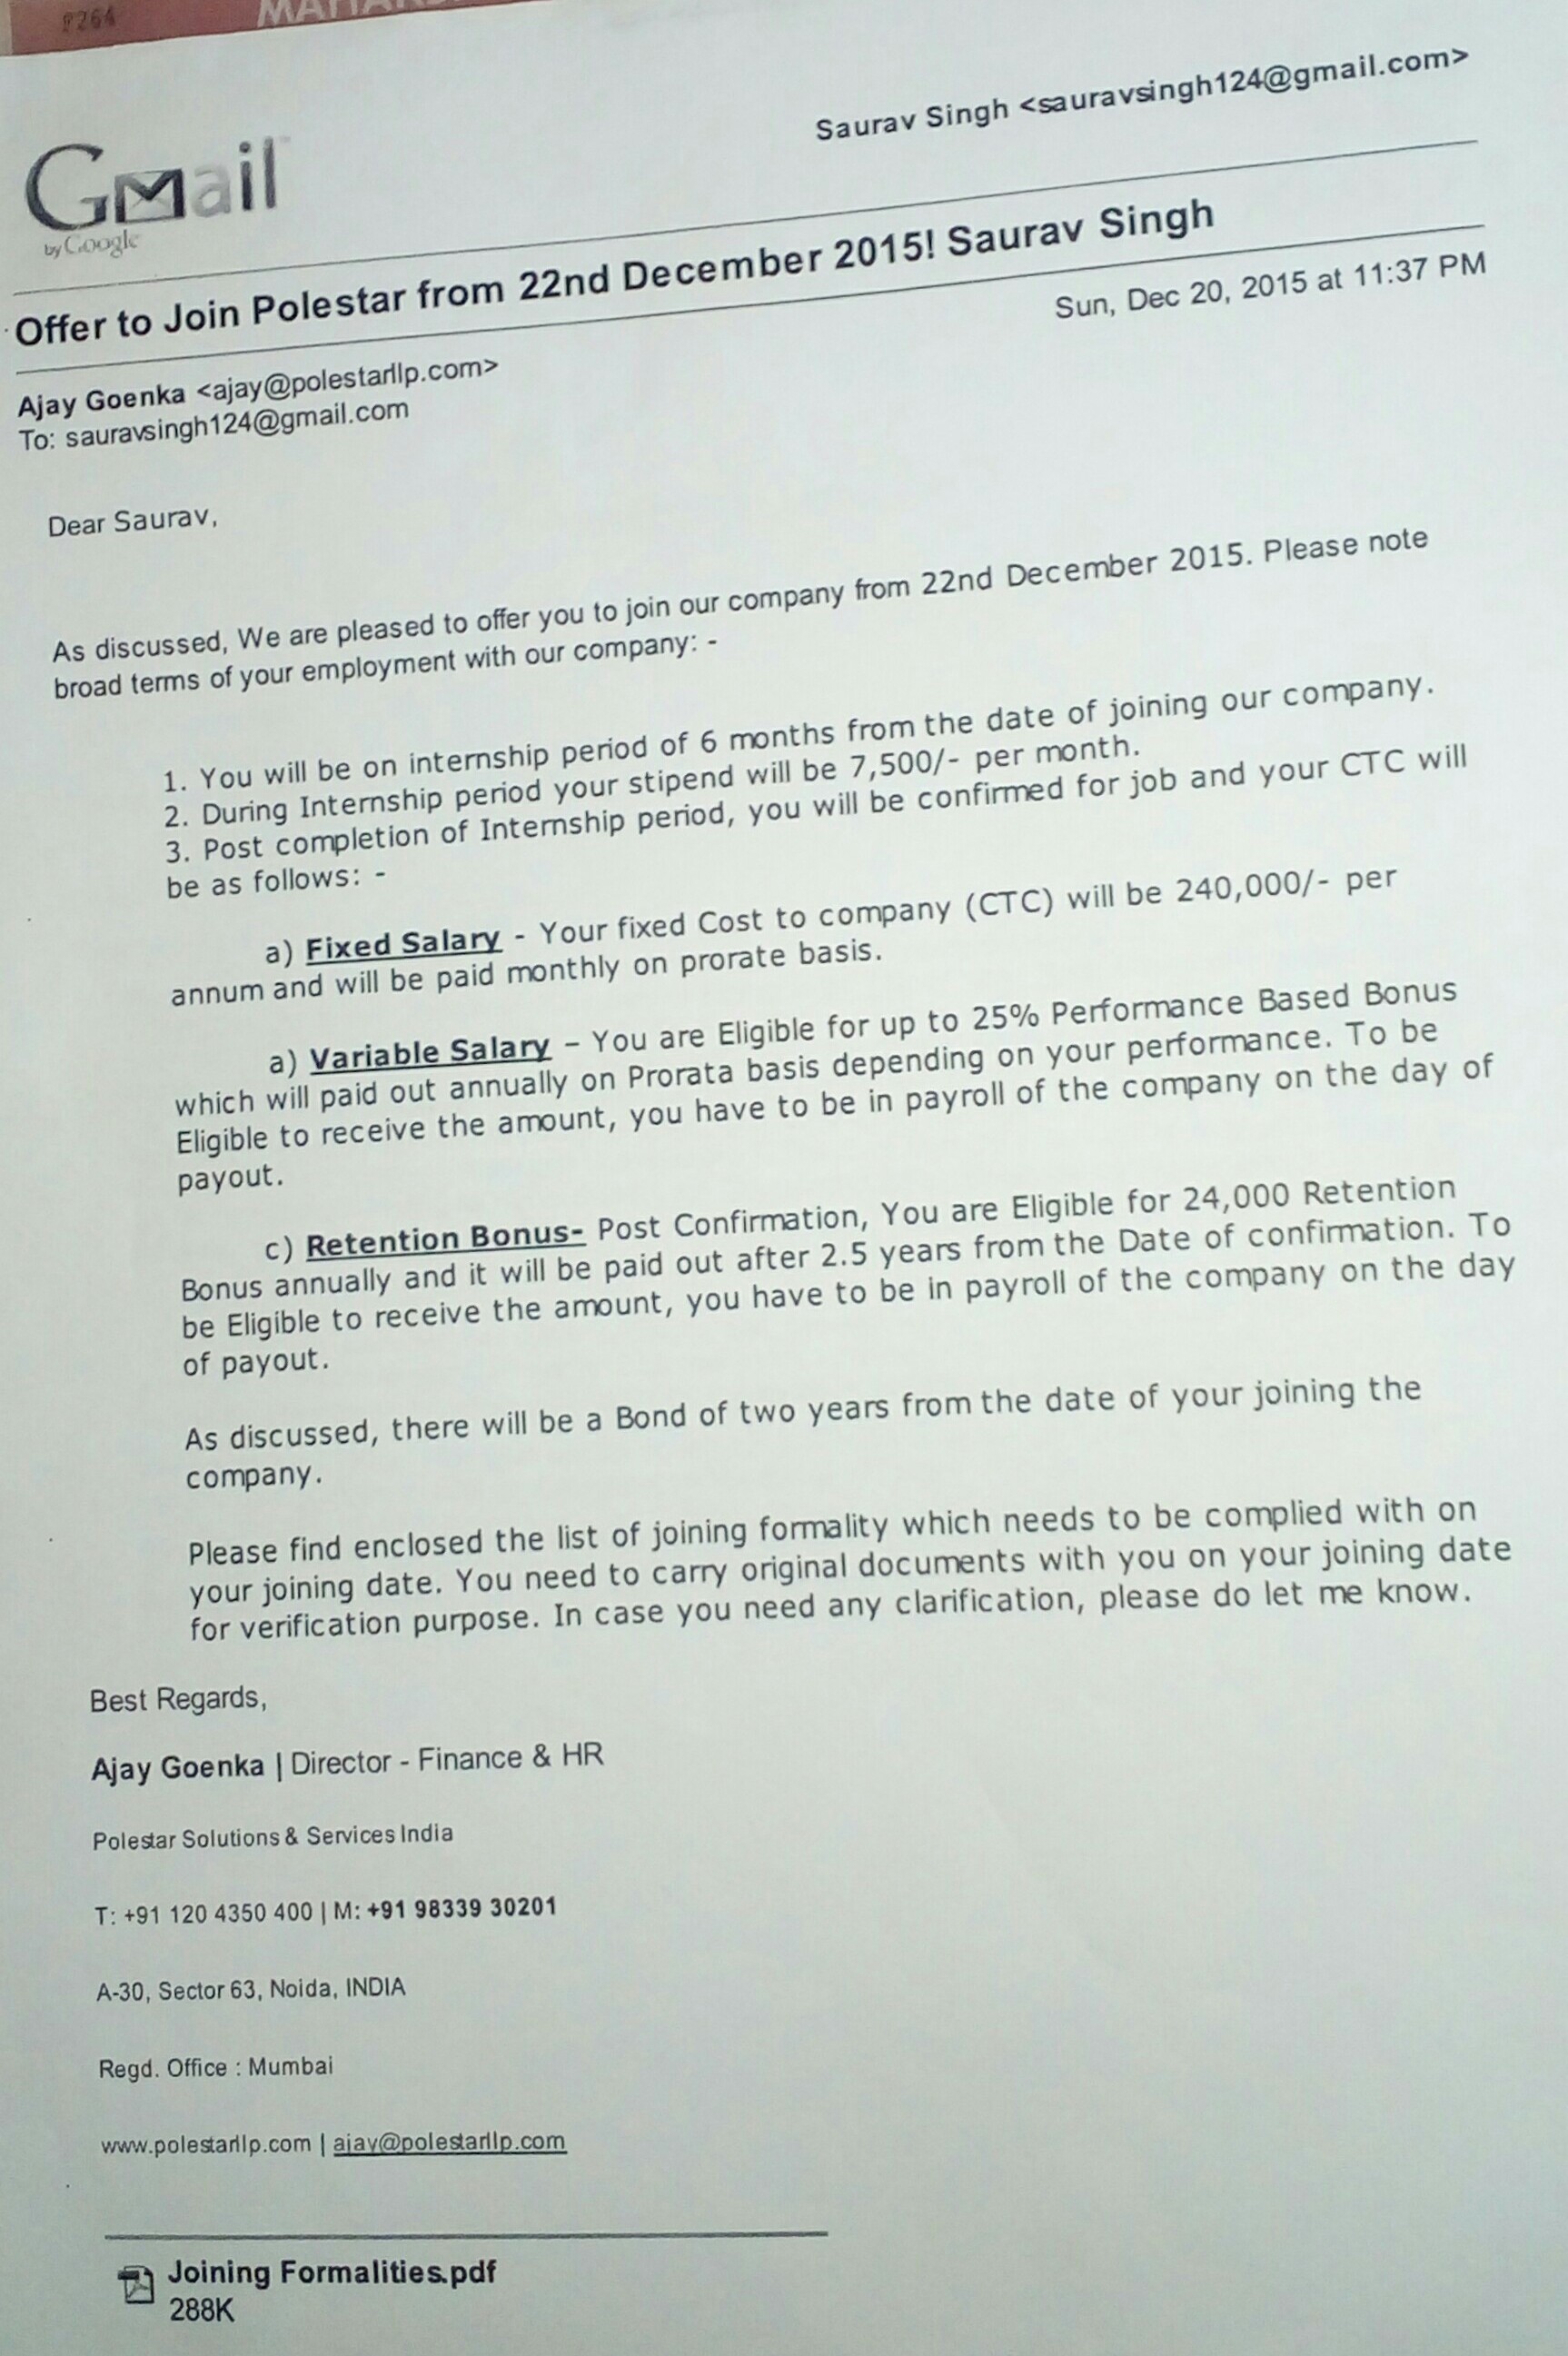 Saurav Singh <sauravsingh124@gmail.com>
Gmail
by Google
Offer to Join Polestar from 22nd December 2015! Saurav Singh
Sun, Dec 20, 2015 at 11:37 PM
Ajay Goenka <ajay@polestarllp.com>
To: sauravsingh124@gmail.com
Dear Saurav,
As discussed, We are pleased to offer you to join our company from 22nd December 2015. Please note
broad terms of your employment with our company: -
1. You will be on internship period of 6 months from the date of joining our company.
2. During Internship period your stipend will be 7,500/- per month.
3. Post completion of Internship period, you will be confirmed for job and your CTC will
be as follows: -
a) Fixed Salary - Your fixed Cost to company (CTC) will be 240,000/- per
annum and will be paid monthly on prorate basis.
a) Variable Salary – You are Eligible for up to 25% Performance Based Bonus
which will paid out annually on Prorata basis depending on your performance. To be
Eligible to receive the amount, you have to be in payroll of the company on the day of
payout.
c) Retention Bonus- Post Confirmation, You are Eligible for 24,000 Retention
Bonus annually and it will be paid out after 2.5 years from the Date of confirmation. To
be Eligible to receive the amount, you have to be in payroll of the company on the day
of payout.
As discussed, there will be a Bond of two years from the date of your joining the
company.
Please find enclosed the list of joining formality which needs to be complied with on
your joining date. You need to carry original documents with you on your joining date
for verification purpose. In case you need any clarification, please do let me know.
Best Regards,
Ajay Goenka | Director - Finance & HR
Polestar Solutions & Services India
T: +91 120 4350 400 | M: +91 98339 30201
A-30, Sector 63, Noida, INDIA
Regd. Office : Mumbai
www.polestarllp.com | ajay@polestarllp.com
Joining Formalities.pdf
288K